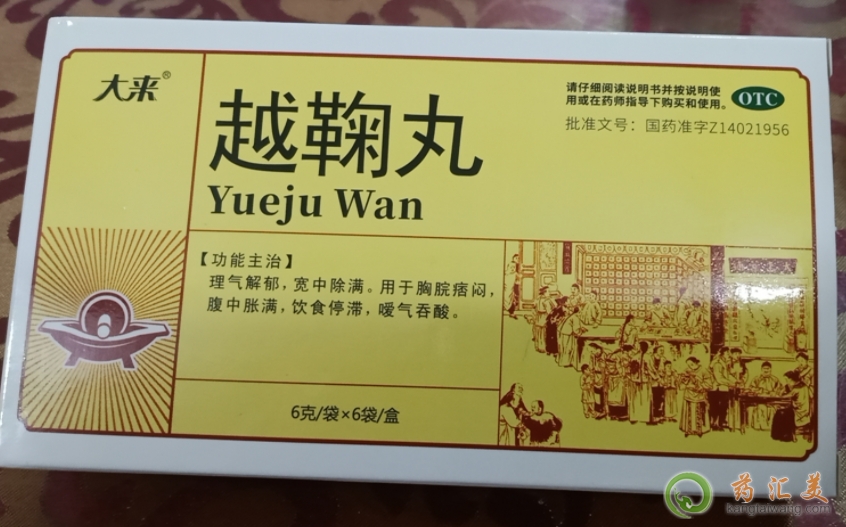 大来®
越鞠丸
Yueju Wan
请仔细阅读说明书并按说明使
用或在药师指导下购买和使用。
OTC
批准文号：国药准字Z14021956
【功能主治】
理气解郁，宽中除满。用于胸脘痞闷，
腹中胀满，饮食停滞，嗳气吞酸。
6克/袋×6袋/盒
药汇美
kangtaiwang.com